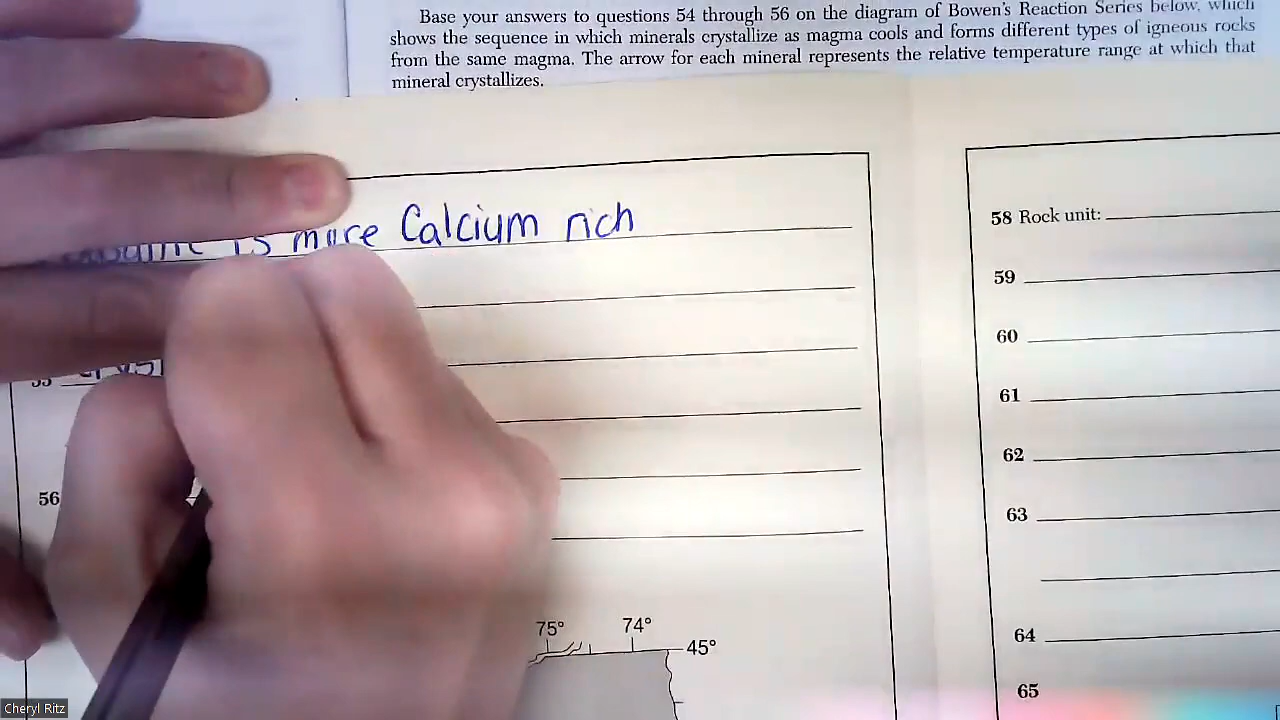 Base your answers to questions 54 through 56 on the diagram of Bowen's Reaction Series below, which
shows the sequence in which minerals crystallize as magma cools and forms different types of igneous rocks
from the same magma. The arrow for each mineral represents the relative temperature range at which that
mineral crystallizes.
is more Calcium rich
58 Rock unit:
59
60
61
62
63
64
65
55
56
75°
74°
45°
Cheryl Ritz